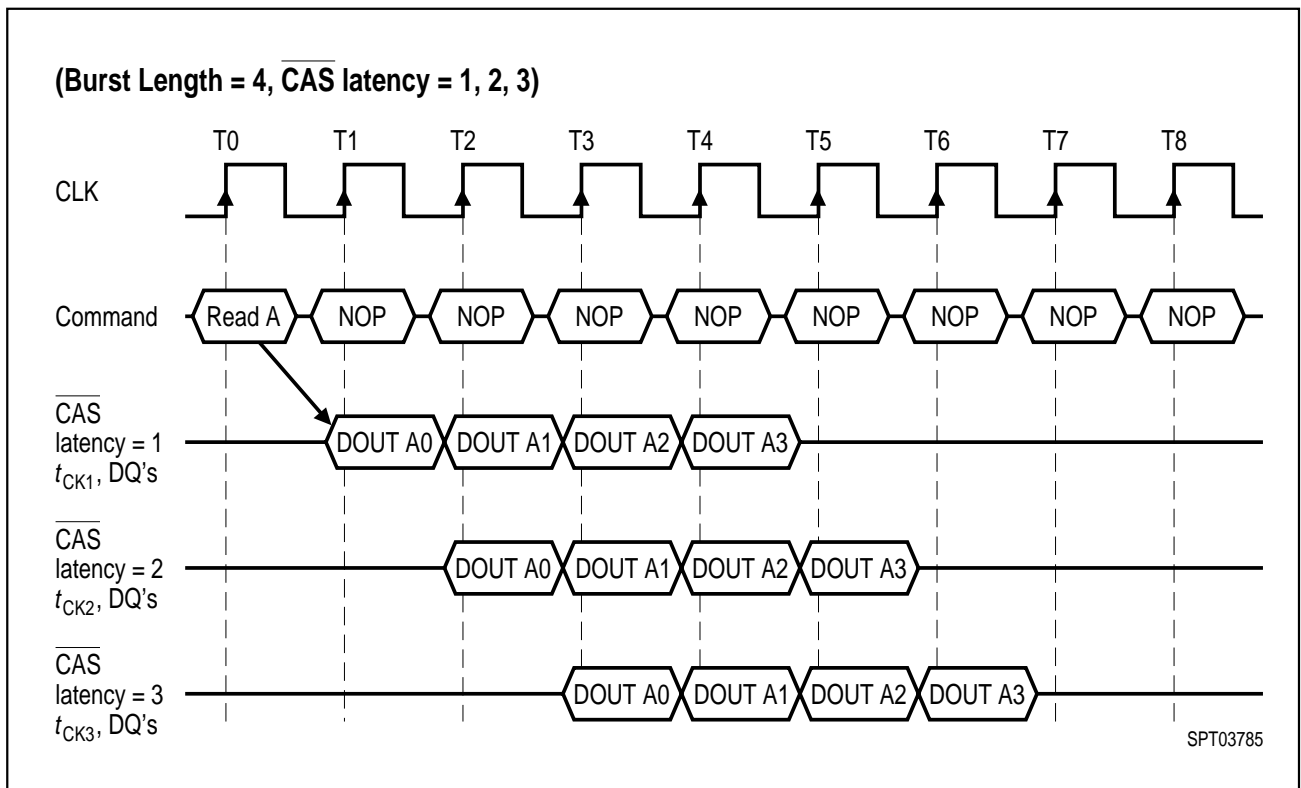 (Burst Length = 4, CAS latency = 1, 2, 3)
T0 T1 T2 T3 T4 T5 T6 T7 T8
CLK
Command Read A NOP NOP NOP NOP NOP NOP NOP NOP
CAS
latency = 1 DOUT A0 DOUT A1 DOUT A2 DOUT A3
tCK1, DQ's
CAS
latency = 2 DOUT A0 DOUT A1 DOUT A2 DOUT A3
tCK2, DQ's
CAS
latency = 3 DOUT A0 DOUT A1 DOUT A2 DOUT A3
tCK3, DQ's
SPT03785